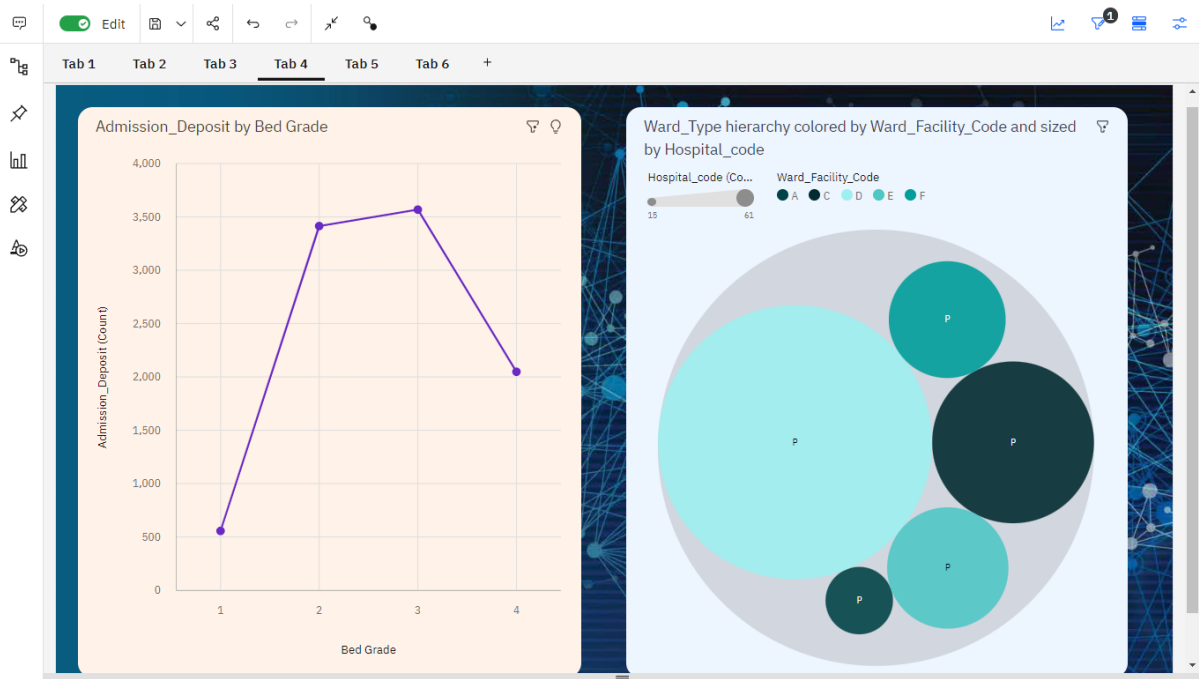 Edit
1
Tab 1 Tab 2 Tab 3 Tab 4 Tab 5 Tab 6 +
Admission_Deposit by Bed Grade
4,000
3,500
3,000
2,500
2,000
1,500
1,000
500
0
Admission_Deposit (Count)
1 2 3 4
Bed Grade
Ward_Type hierarchy colored by Ward_Facility_Code and sized
by Hospital_code
Hospital_code (Co...
15 61
Ward_Facility_Code
A C D E F
P
P
P
P
P